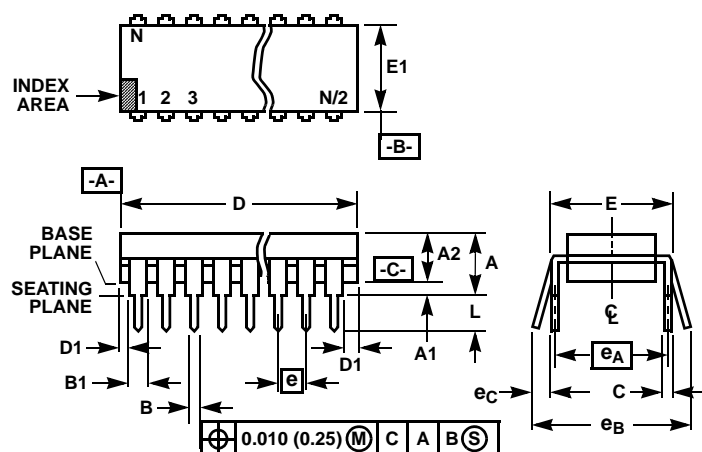 N
INDEX
AREA
1 2 3 N/2
E1
-B-
-A-
D
E
BASE
PLANE
-C-
A2
A
SEATING
PLANE
L
C
L
D1
A1
D1
B1
e
eA
B
eC
C
eB
0.010 (0.25) M C A B S